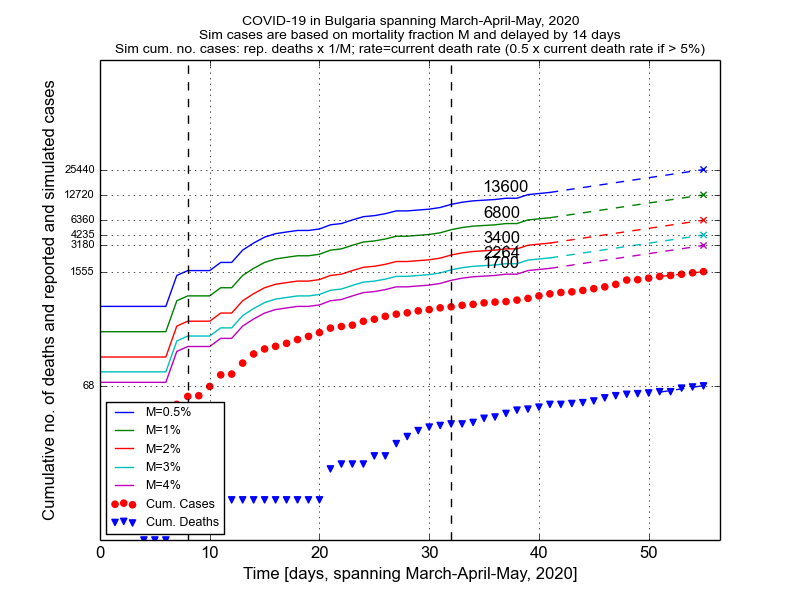 COVID-19 in Bulgaria spanning March-April-May, 2020
Sim cases are based on mortality fraction M and delayed by 14 days
Sim cum. no. cases: rep. deaths x 1/M; rate=current death rate (0.5 x current death rate if > 5%)
Cumulative no. of deaths and reported and simulated cases
25440
12720
6360
4235
3180
1555
68
13600
6800
3400
2264
1700
M=0.5%
M=1%
M=2%
M=3%
M=4%
Cum. Cases
Cum. Deaths
0 10 20 30 40 50
Time [days, spanning March-April-May, 2020]